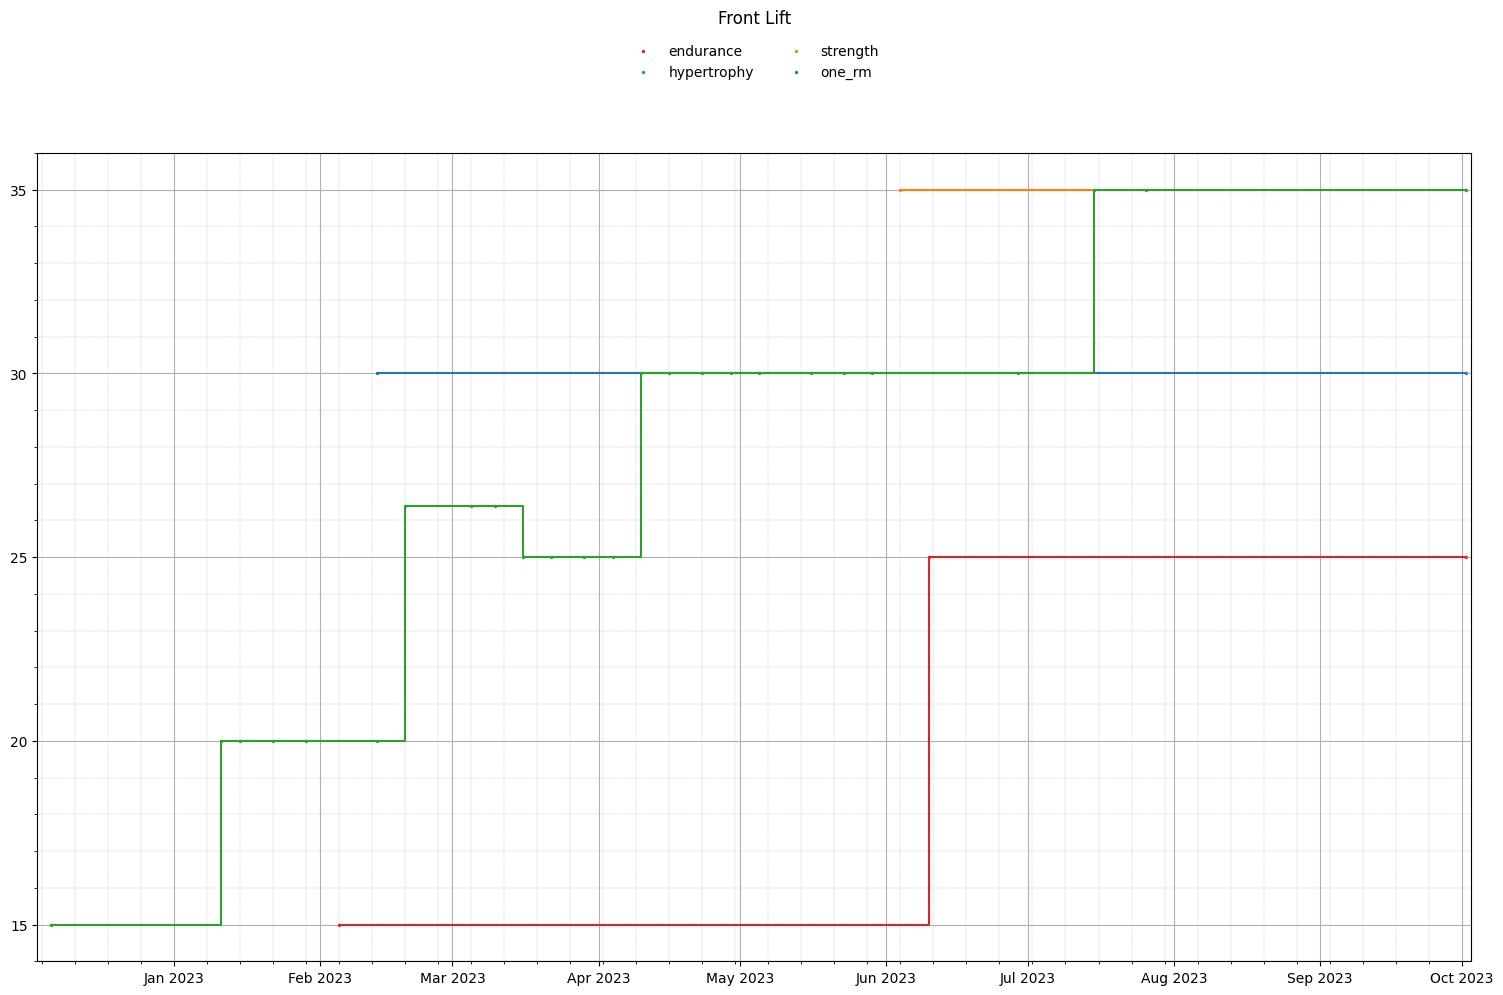 Front Lift
endurance strength
hypertrophy one_rm
35
30
25
20
15
Jan 2023 Feb 2023 Mar 2023 Apr 2023 May 2023 Jun 2023 Jul 2023 Aug 2023 Sep 2023 Oct 2023